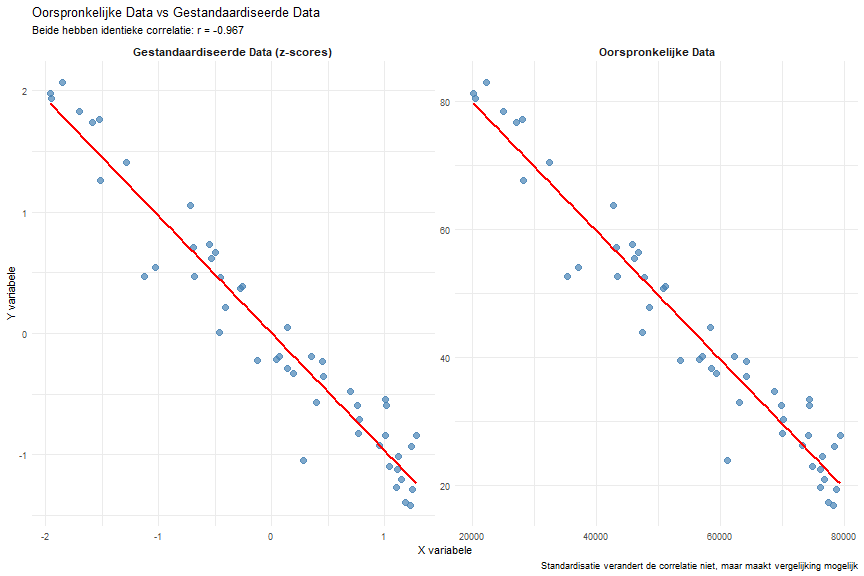 Oorspronkelijke Data vs Gestandaardiseerde Data
Beide hebben identieke correlatie: r = -0.967
Gestandaardiseerde Data (z-scores)
Oorspronkelijke Data
Y variabele
2
1
0
-1
80
60
40
20
-2
-1
0
1
20000
40000
60000
80000
X variabele
Standardisatie verandert de correlatie niet, maar maakt vergelijking mogelijk